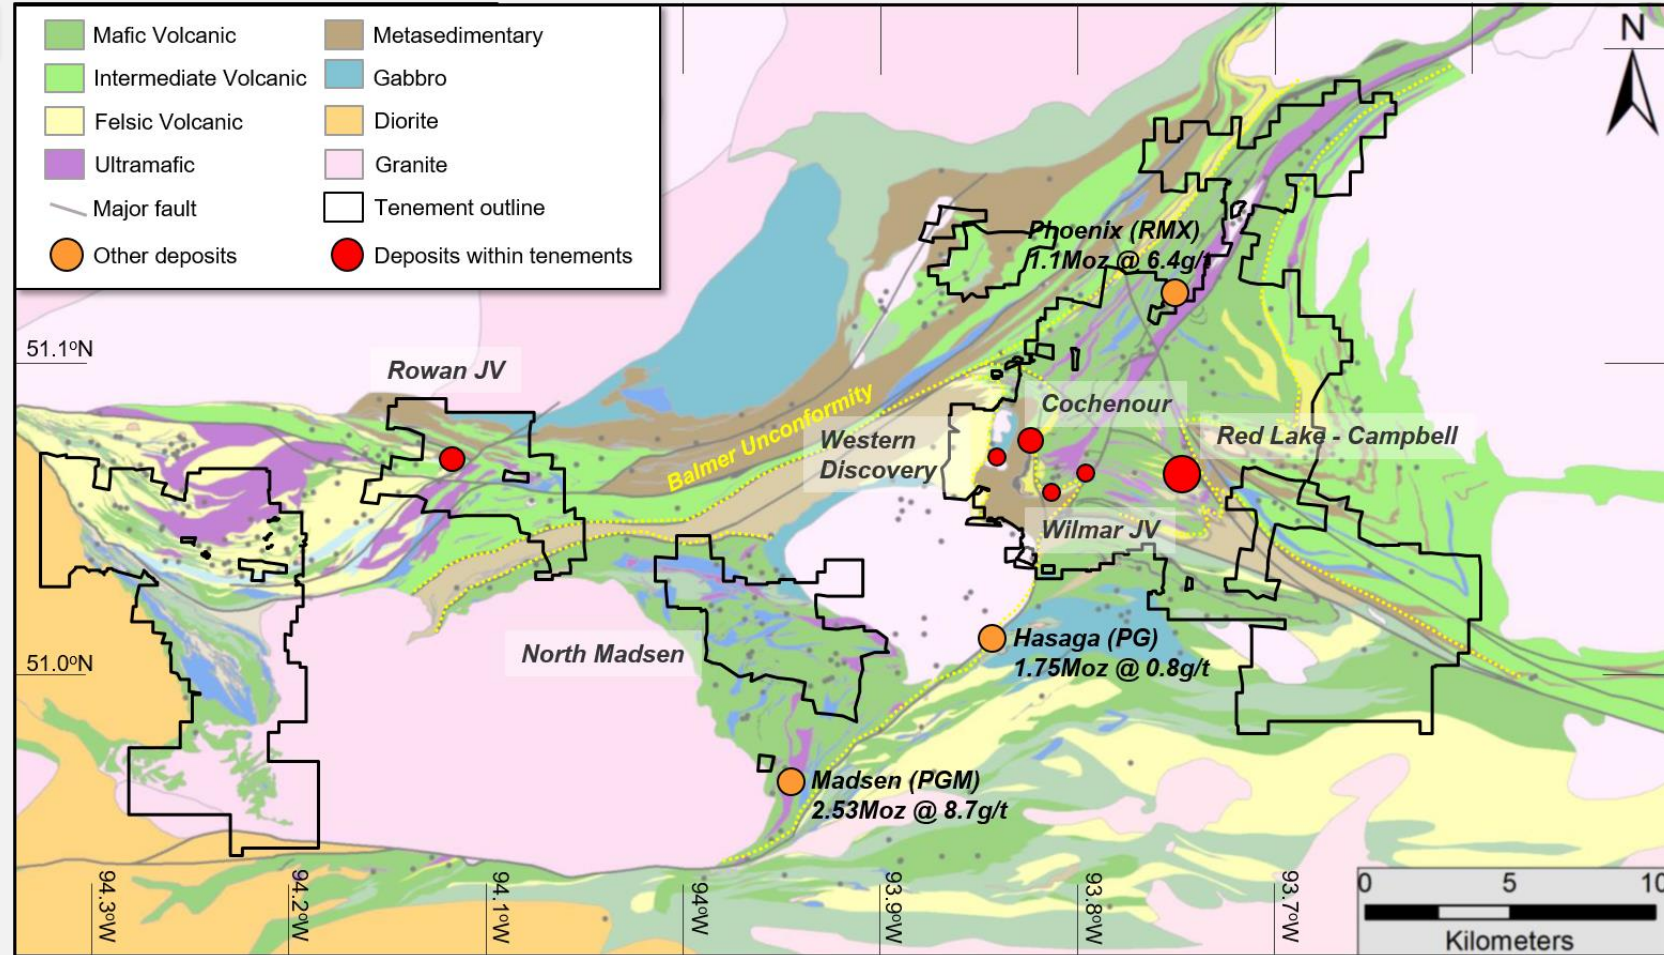 Mafic Volcanic
Metasedimentary
Intermediate Volcanic
Gabbro
Felsic Volcanic
Diorite
Ultramafic
Granite
Major fault
Tenement outline
Other deposits
Deposits within tenements
N
Phoenix (RMX)
1.1Moz @ 6.4g/t
51.1ºN
Rowan JV
Balmer Unconformity
Cochenour
Western
Discovery
Red Lake - Campbell
Wilmar JV
51.0ºN
North Madsen
Hasaga (PG)
1.75Moz @ 0.8g/t
Madsen (PGM)
2.53Moz @ 8.7g/t
94.3ºW
94.2ºW
94.1ºW
94ºW
93.9ºW
93.8ºW
93.7ºW
0 5 10
Kilometers